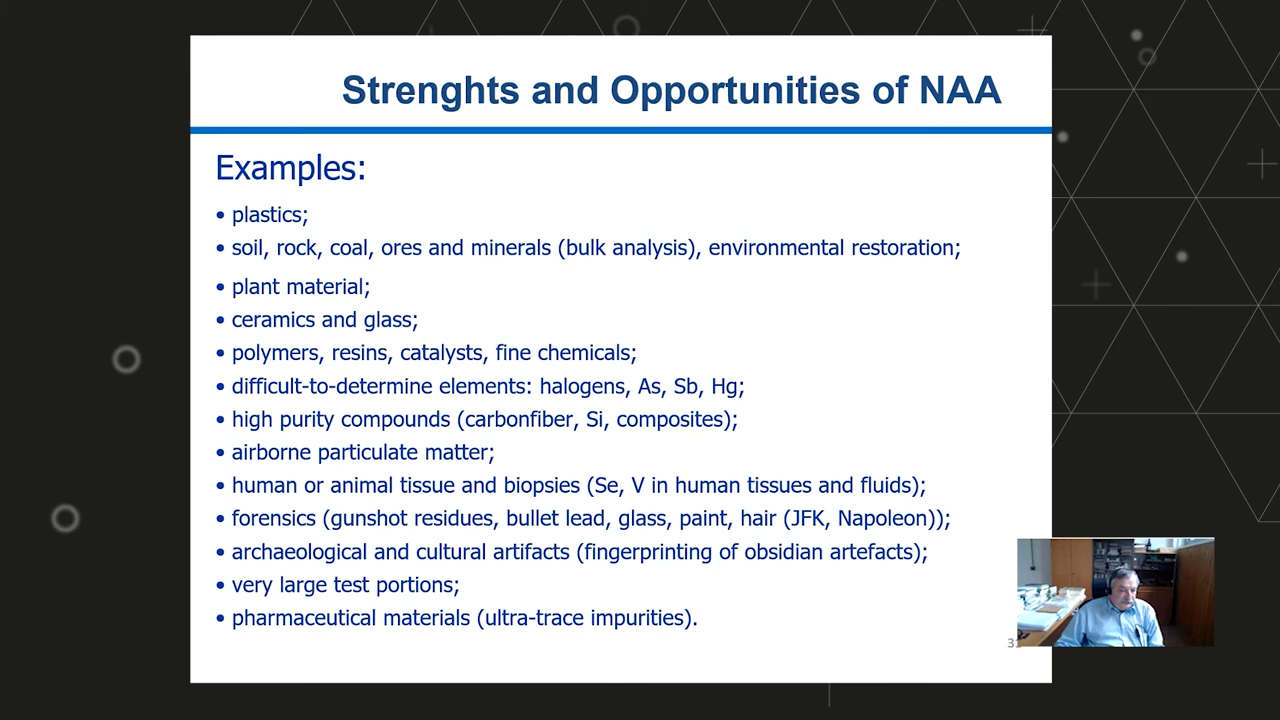 Strenghts and Opportunities of NAA
Examples:
• plastics;
• soil, rock, coal, ores and minerals (bulk analysis), environmental restoration;
• plant material;
• ceramics and glass;
• polymers, resins, catalysts, fine chemicals;
• difficult-to-determine elements: halogens, As, Sb, Hg;
• high purity compounds (carbonfiber, Si, composites);
• airborne particulate matter;
• human or animal tissue and biopsies (Se, V in human tissues and fluids);
• forensics (gunshot residues, bullet lead, glass, paint, hair (JFK, Napoleon));
• archaeological and cultural artifacts (fingerprinting of obsidian artefacts);
• very large test portions;
• pharmaceutical materials (ultra-trace impurities).